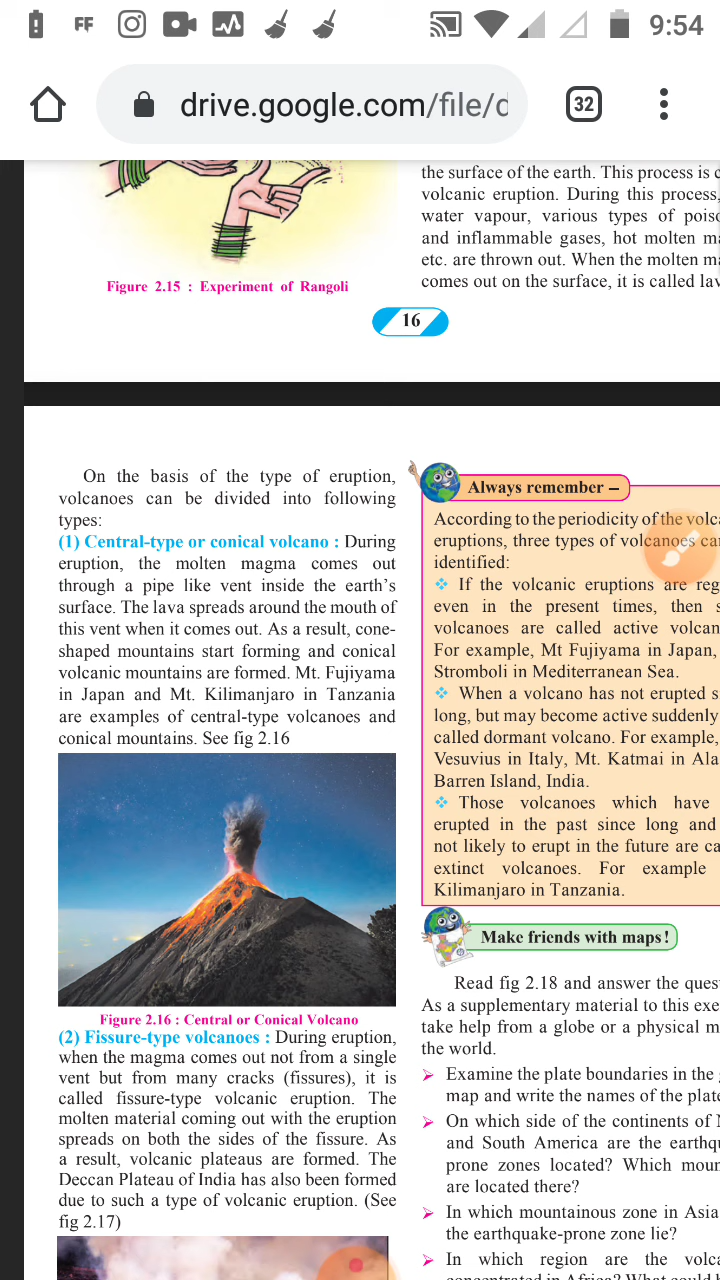 FF
9:54
drive.google.com/file/d
32
the surface of the earth. This process is
volcanic eruption. During this process,
water vapour, various types of
and inflammable gases, hot molten
etc. are thrown out. When the molten
comes out on the surface, it is called
Figure 2.15 : Experiment of Rangoli
16
On the basis of the type of eruption,
volcanoes can be divided into following
types:
(1) Central-type or conical volcano : During
eruption, the molten magma comes out
through a pipe like vent inside the earth's
surface. The lava spreads around the mouth of
this vent when it comes out. As a result, cone-
shaped mountains start forming and conical
volcanic mountains are formed. Mt. Fujiyama
in Japan and Mt. Kilimanjaro in Tanzania
are examples of central-type volcanoes and
conical mountains. See fig 2.16
Figure 2.16 : Central or Conical Volcano
(2) Fissure-type volcanoes : During eruption,
when the magma comes out not from a single
vent but from many cracks (fissures), it is
called fissure-type volcanic eruption. The
molten material coming out with the eruption
spreads on both the sides of the fissure. As
a result, volcanic plateaus are formed. The
Deccan Plateau of India has also been formed
due to such a type of volcanic eruption. (See
fig 2.17)
Always remember –
According to the periodicity of the
eruptions, three types of volcanoes
identified:
❖ If the volcanic eruptions are
even in the present times, then
volcanoes are called active
For example, Mt Fujiyama in Japan,
Stromboli in Mediterranean Sea.
❖ When a volcano has not erupted
long, but may become active suddenly
called dormant volcano. For example,
Vesuvius in Italy, Mt. Katmai in
Barren Island, India.
❖ Those volcanoes which have
erupted in the past since long and
not likely to erupt in the future are
extinct volcanoes. For example
Kilimanjaro in Tanzania.
Make friends with maps!
Read fig 2.18 and answer the
As a supplementary material to this
take help from a globe or a physical
the world.
➢ Examine the plate boundaries in the
map and write the names of the
➢ On which side of the continents of
and South America are the
prone zones located? Which
are located there?
➢ In which mountainous zone in Asia
the earthquake-prone zone lie?
➢ In which region are the
concentrated in Africa? What could